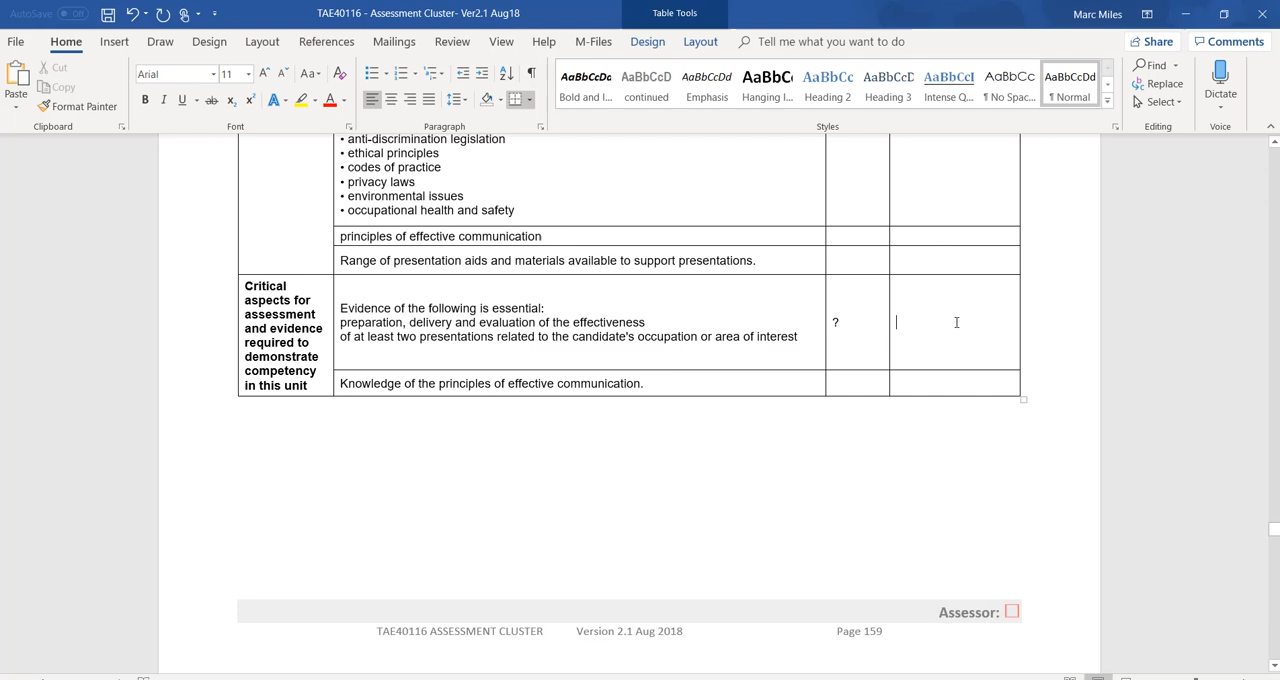 AutoSave Off
TAE40116 - Assessment Cluster- Ver2.1 Aug18
Table Tools
Marc Miles
File Home Insert Draw Design Layout References Mailings Review View Help M-Files Design Layout Tell me what you want to do Share Comments
Paste
Cut
Copy
Format Painter
Clipboard
Arial 11
Aa
B I U ab x₂ x² A A
Font
Paragraph
AaBbCcDc AaBbCcD AaBbCcDd AaBbCc AaBbCc AaBbCcD AaBbCcI AaBbCc AaBbCcDd
Bold and I... continued Emphasis Hanging I... Heading 2 Heading 3 Intense Q... ¶ No Spac... ¶ Normal
Styles
Find
Replace
Select
Editing
Dictate
Voice
• anti-discrimination legislation
• ethical principles
• codes of practice
• privacy laws
• environmental issues
• occupational health and safety
principles of effective communication
Range of presentation aids and materials available to support presentations.
Critical
aspects for
assessment
and evidence
required to
demonstrate
competency
in this unit
Evidence of the following is essential:
preparation, delivery and evaluation of the effectiveness
of at least two presentations related to the candidate's occupation or area of interest
?
Knowledge of the principles of effective communication.
Assessor:
TAE40116 ASSESSMENT CLUSTER Version 2.1 Aug 2018 Page 159